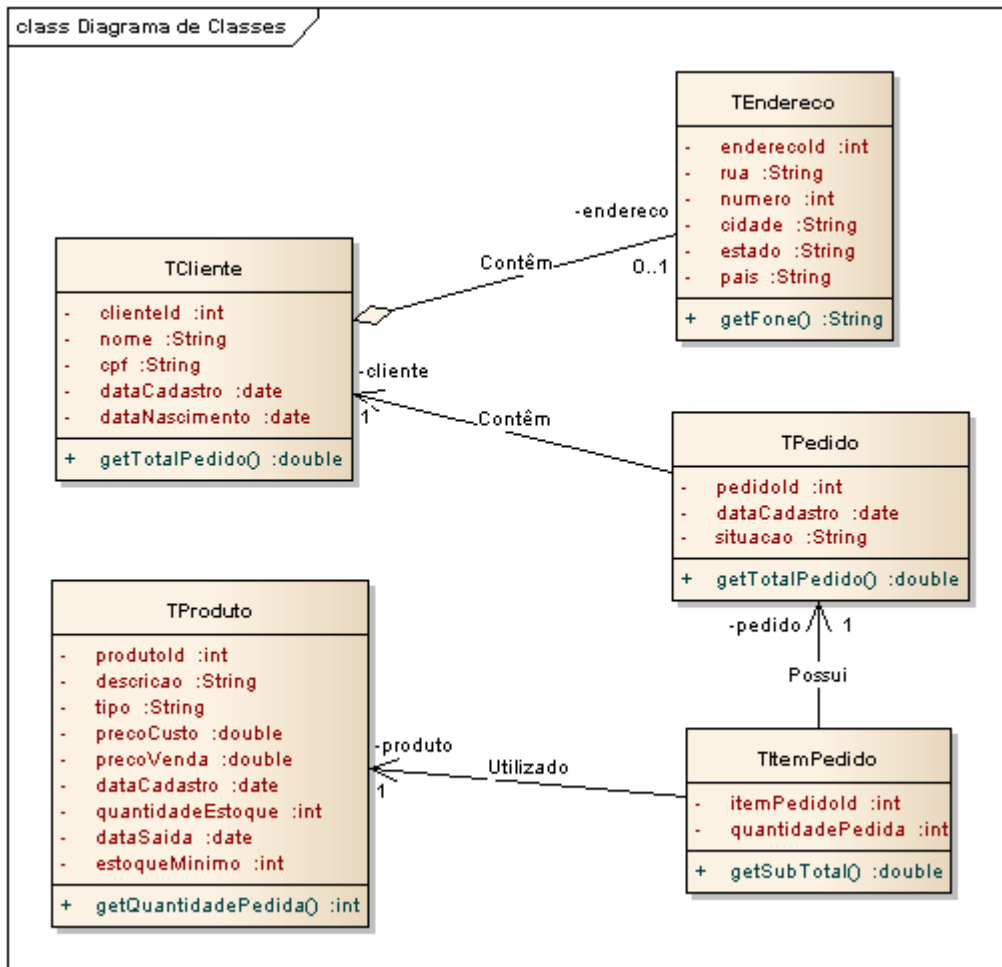 class Diagrama de Classes
TEndereco
- enderecoId :int
- rua :String
- numero :int
- cidade :String
- estado :String
- pais :String
+ getFone() :String
-endereco
0..1
Contêm
TCliente
- clienteId :int
- nome :String
- cpf :String
- dataCadastro :date
- dataNascimento :date
+ getTotalPedido() :double
-cliente
1
Contêm
TPedido
- pedidoId :int
- dataCadastro :date
- situacao :String
+ getTotalPedido() :double
-pedido
1
Possui
TProduto
- produtoId :int
- descricao :String
- tipo :String
- precoCusto :double
- precoVenda :double
- dataCadastro :date
- quantidadeEstoque :int
- dataSaida :date
- estoqueMinimo :int
+ getQuantidadePedida() :int
-produto
1
Utilizado
TItemPedido
- itemPedidoId :int
- quantidadePedida :int
+ getSubTotal() :double